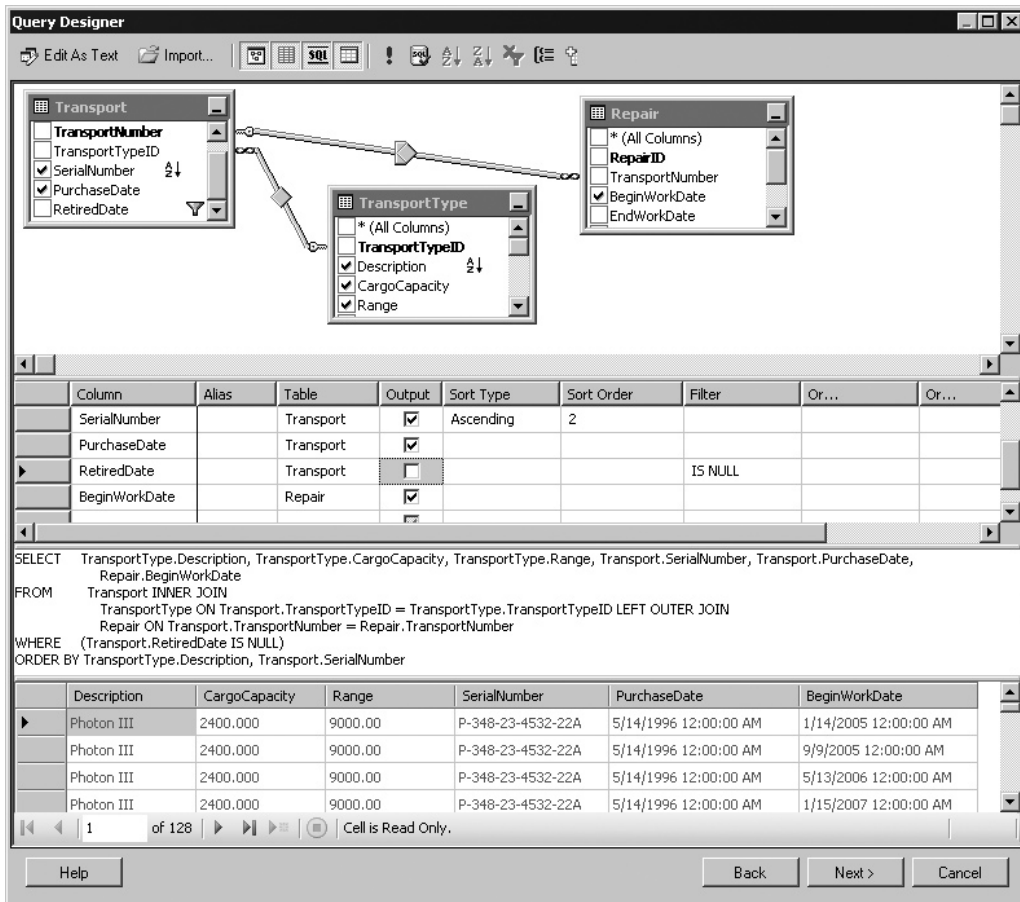 Query Designer
Edit As Text Import... SQL sql
Transport
TransportNumber
TransportTypeID
SerialNumber
PurchaseDate
RetiredDate
Repair
* (All Columns)
RepairID
TransportNumber
BeginWorkDate
EndWorkDate
TransportType
* (All Columns)
TransportTypeID
Description
CargoCapacity
Range
Column Alias Table Output Sort Type Sort Order Filter Or... Or...
SerialNumber Transport Ascending 2
PurchaseDate Transport
RetiredDate Transport IS NULL
BeginWorkDate Repair
SELECT TransportType.Description, TransportType.CargoCapacity, TransportType.Range, Transport.SerialNumber, Transport.PurchaseDate,
Repair.BeginWorkDate
FROM Transport INNER JOIN
TransportType ON Transport.TransportTypeID = TransportType.TransportTypeID LEFT OUTER JOIN
Repair ON Transport.TransportNumber = Repair.TransportNumber
WHERE (Transport.RetiredDate IS NULL)
ORDER BY TransportType.Description, Transport.SerialNumber
Description CargoCapacity Range SerialNumber PurchaseDate BeginWorkDate
Photon III 2400.000 9000.00 P-348-23-4532-22A 5/14/1996 12:00:00 AM 1/14/2005 12:00:00 AM
Photon III 2400.000 9000.00 P-348-23-4532-22A 5/14/1996 12:00:00 AM 9/9/2005 12:00:00 AM
Photon III 2400.000 9000.00 P-348-23-4532-22A 5/14/1996 12:00:00 AM 5/13/2006 12:00:00 AM
Photon III 2400.000 9000.00 P-348-23-4532-22A 5/14/1996 12:00:00 AM 1/15/2007 12:00:00 AM
1 of 128 Cell is Read Only.
Help Back Next > Cancel